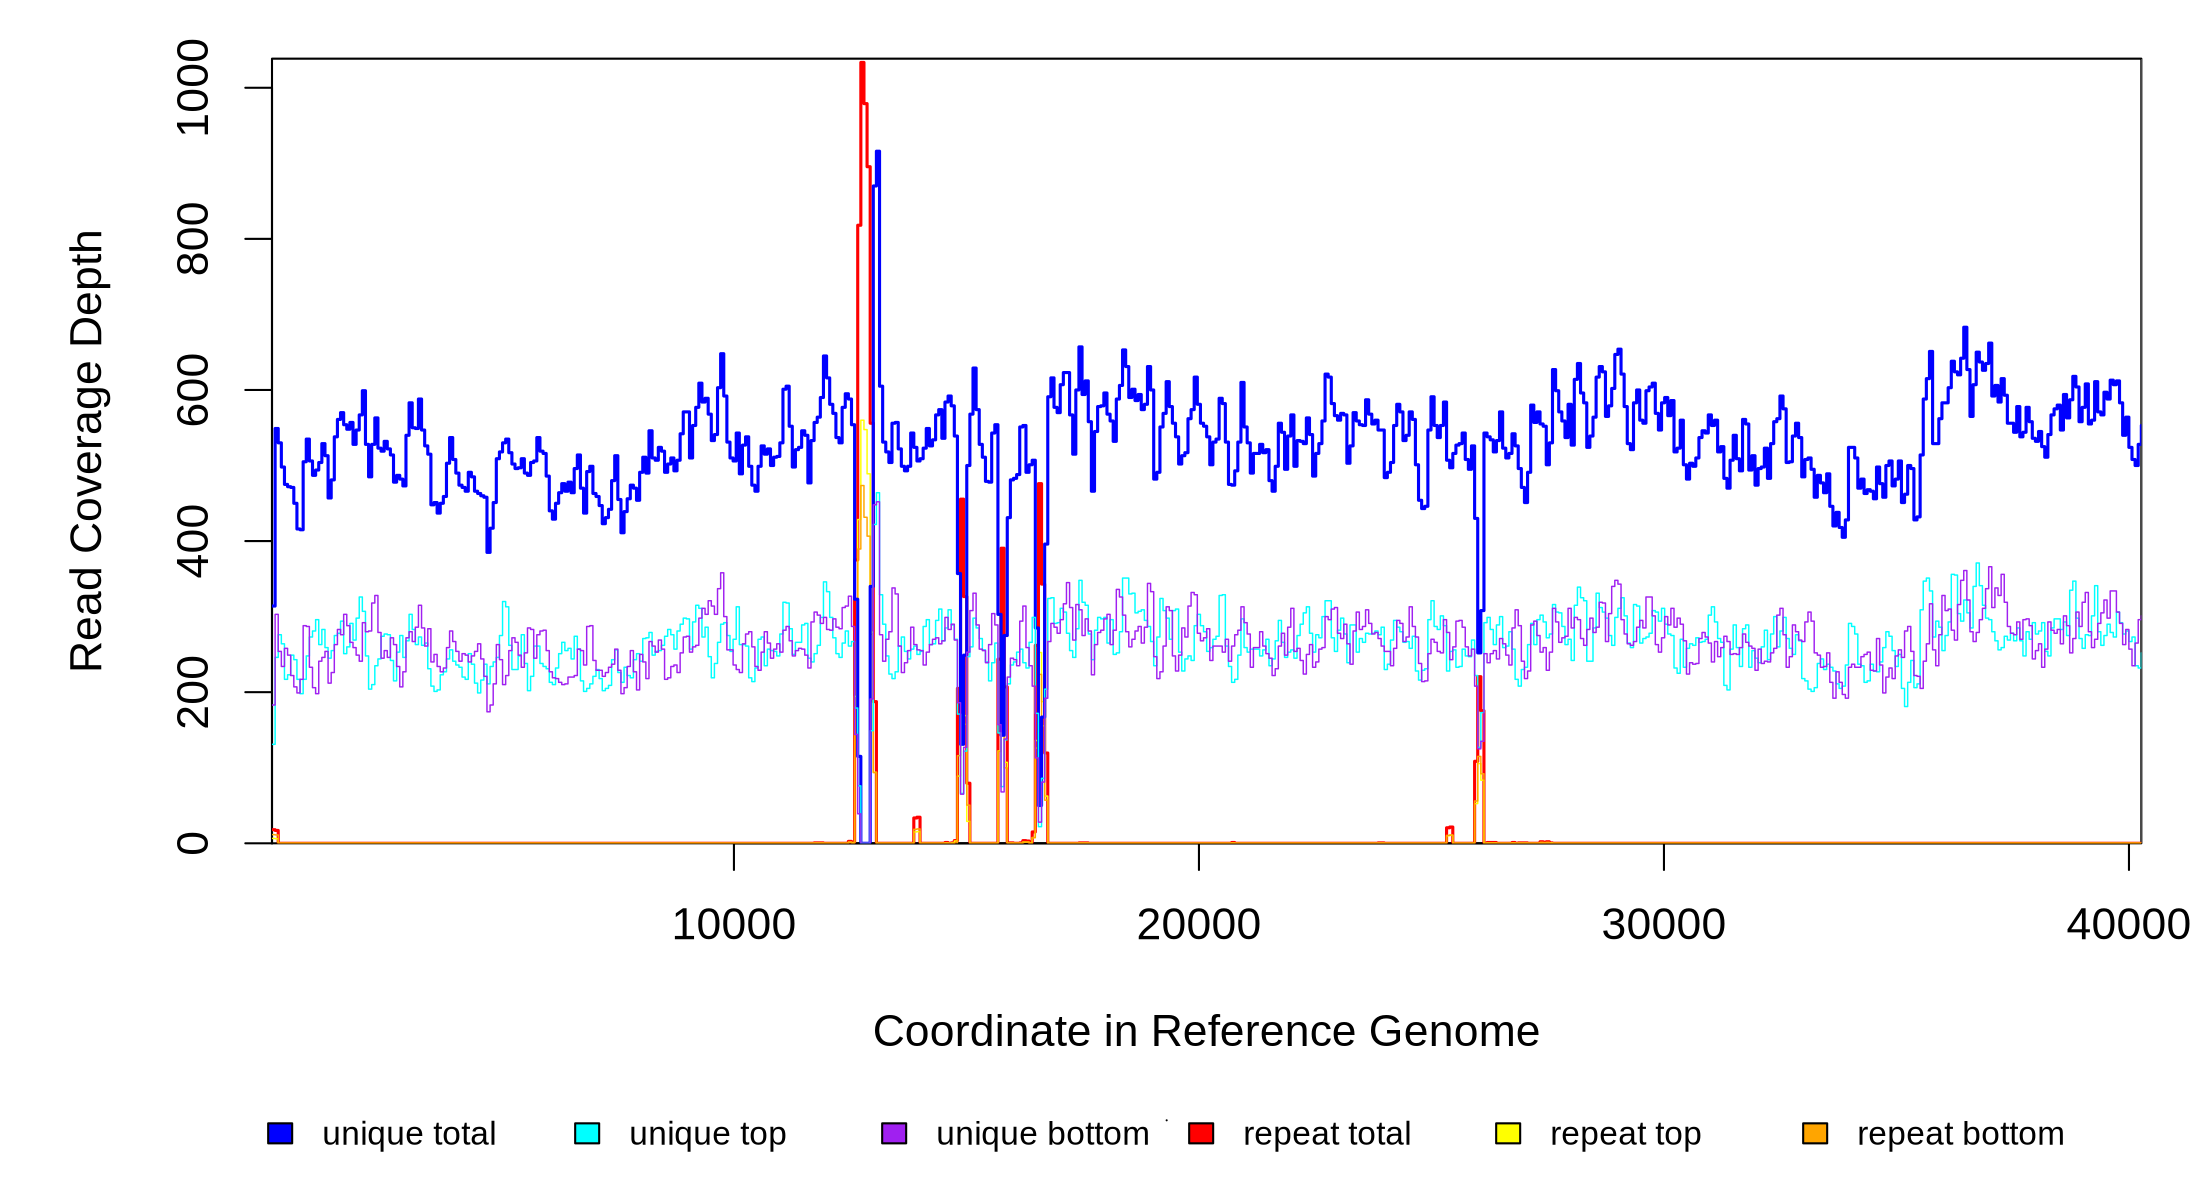 1000
800
600
400
200
0
Read Coverage Depth
10000 20000 30000 40000
Coordinate in Reference Genome
unique total unique top unique bottom repeat total repeat top repeat bottom